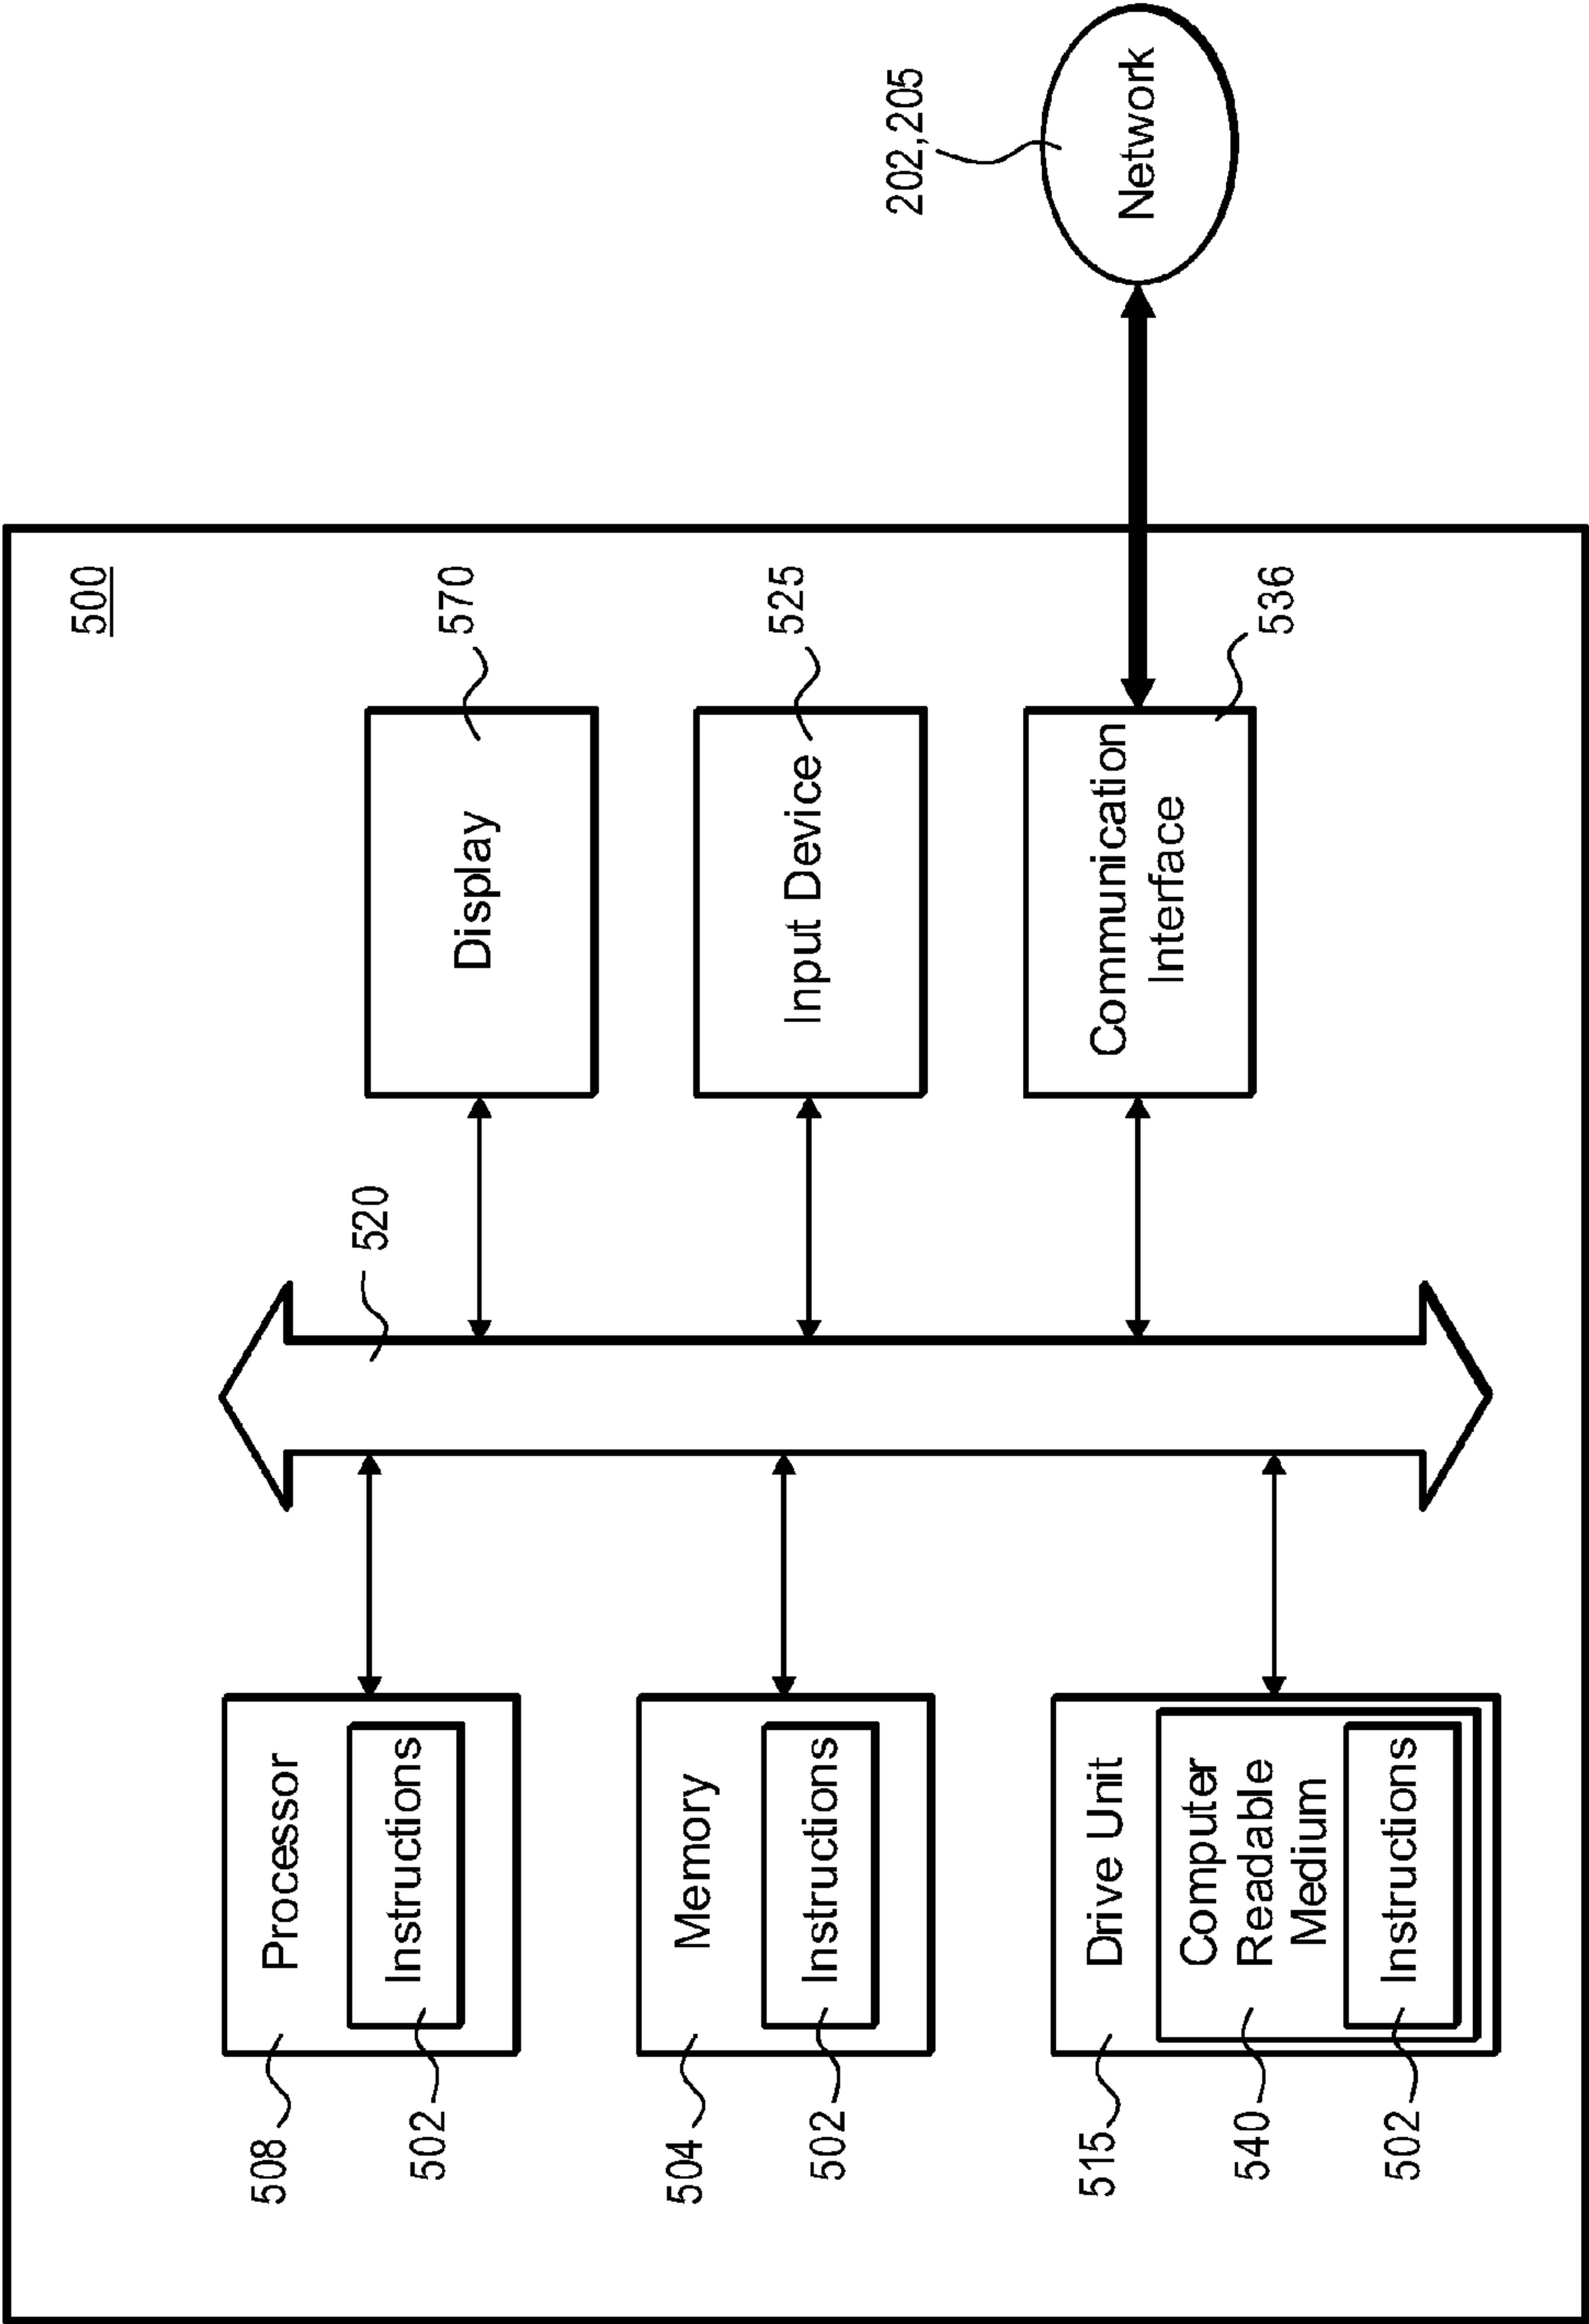 500
508
Processor
502
Instructions
504
Memory
502
Instructions
515
Drive Unit
540
Computer
Readable
Medium
502
Instructions
520
570
Display
525
Input Device
536
Communication
Interface
202,205
Network